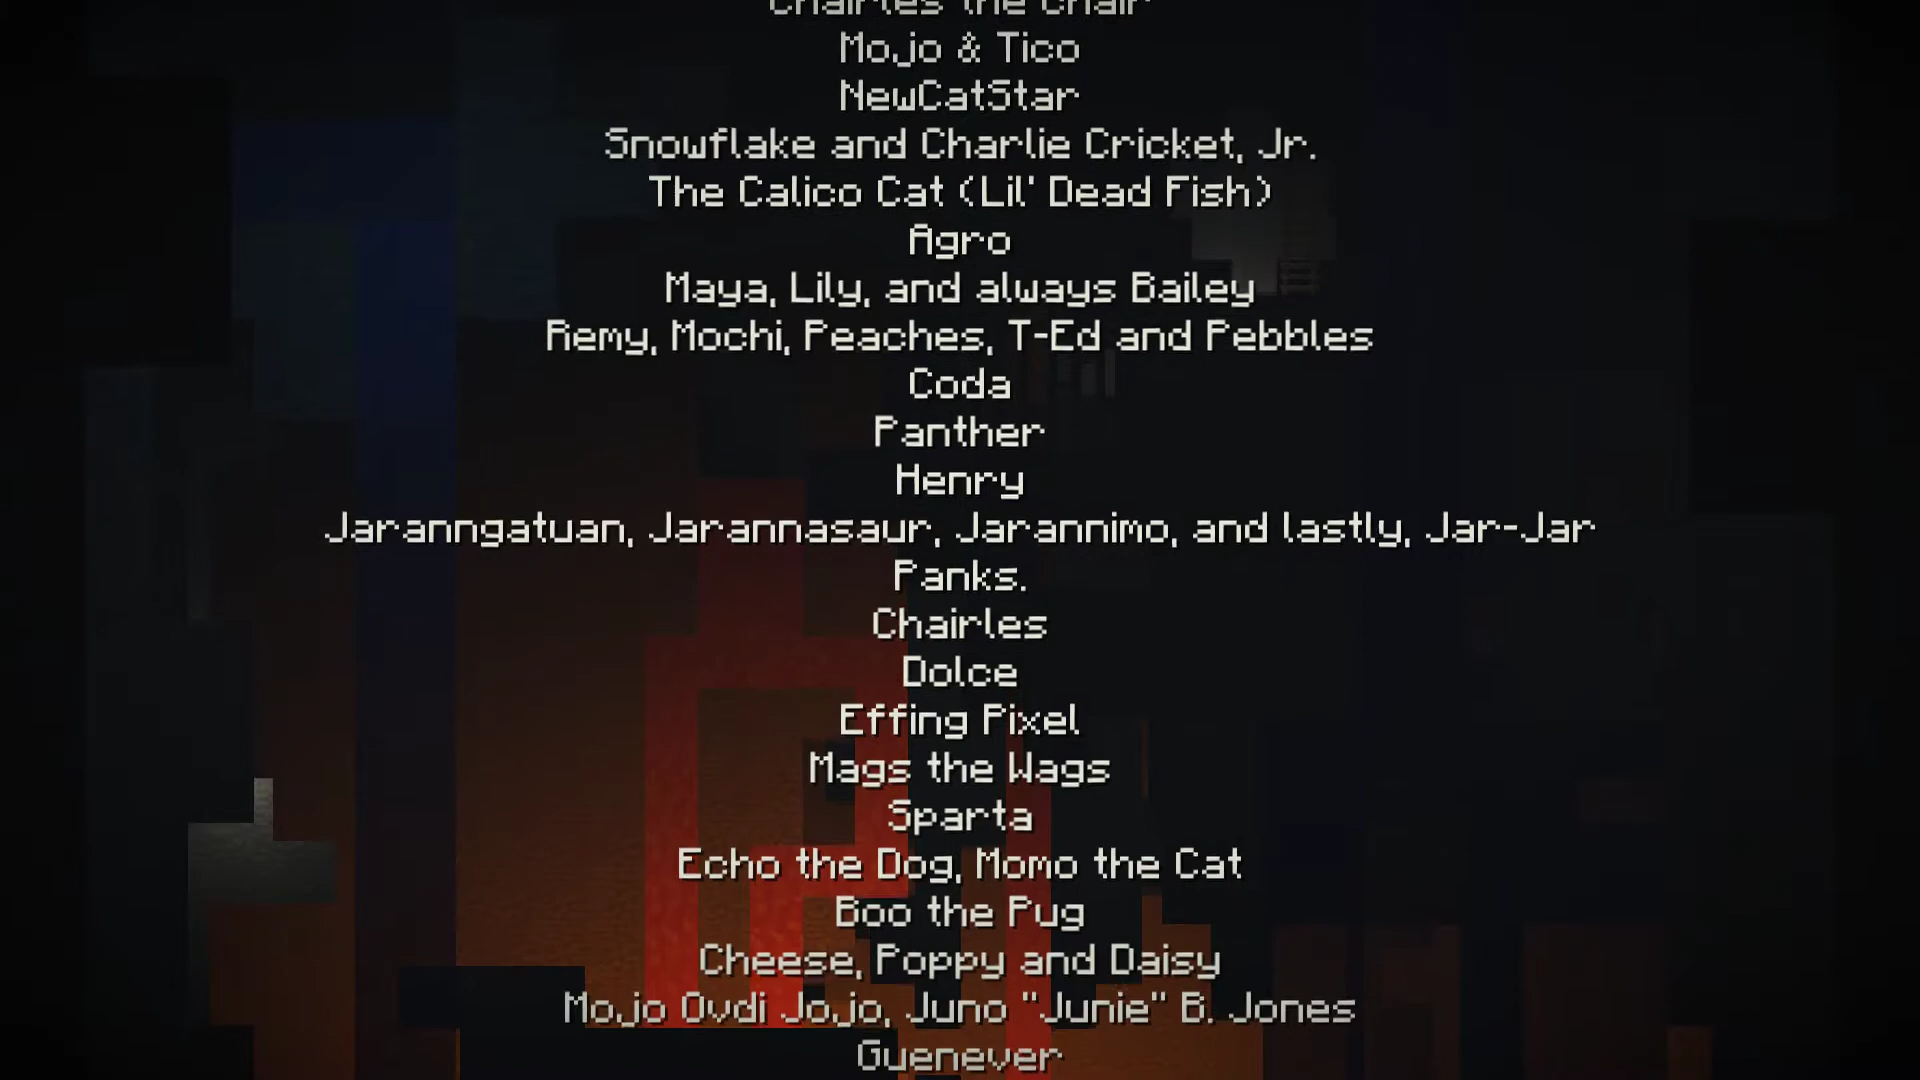 Chairles the Chair
Mojo & Tico
NewCatStar
Snowflake and Charlie Cricket, Jr.
The Calico Cat (Lil' Dead Fish)
Agro
Maya, Lily, and always Bailey
Remy, Mochi, Peaches, T-Ed and Pebbles
Coda
Panther
Henry
Jaranngatuan, Jarannasaur, Jarannimo, and lastly, Jar-Jar
Panks.
Chairles
Dolce
Effing Pixel
Mags the Wags
Sparta
Echo the Dog, Momo the Cat
Boo the Pug
Cheese, Poppy and Daisy
Mojo Ovdi Jojo, Juno "Junie" B. Jones
Guenever